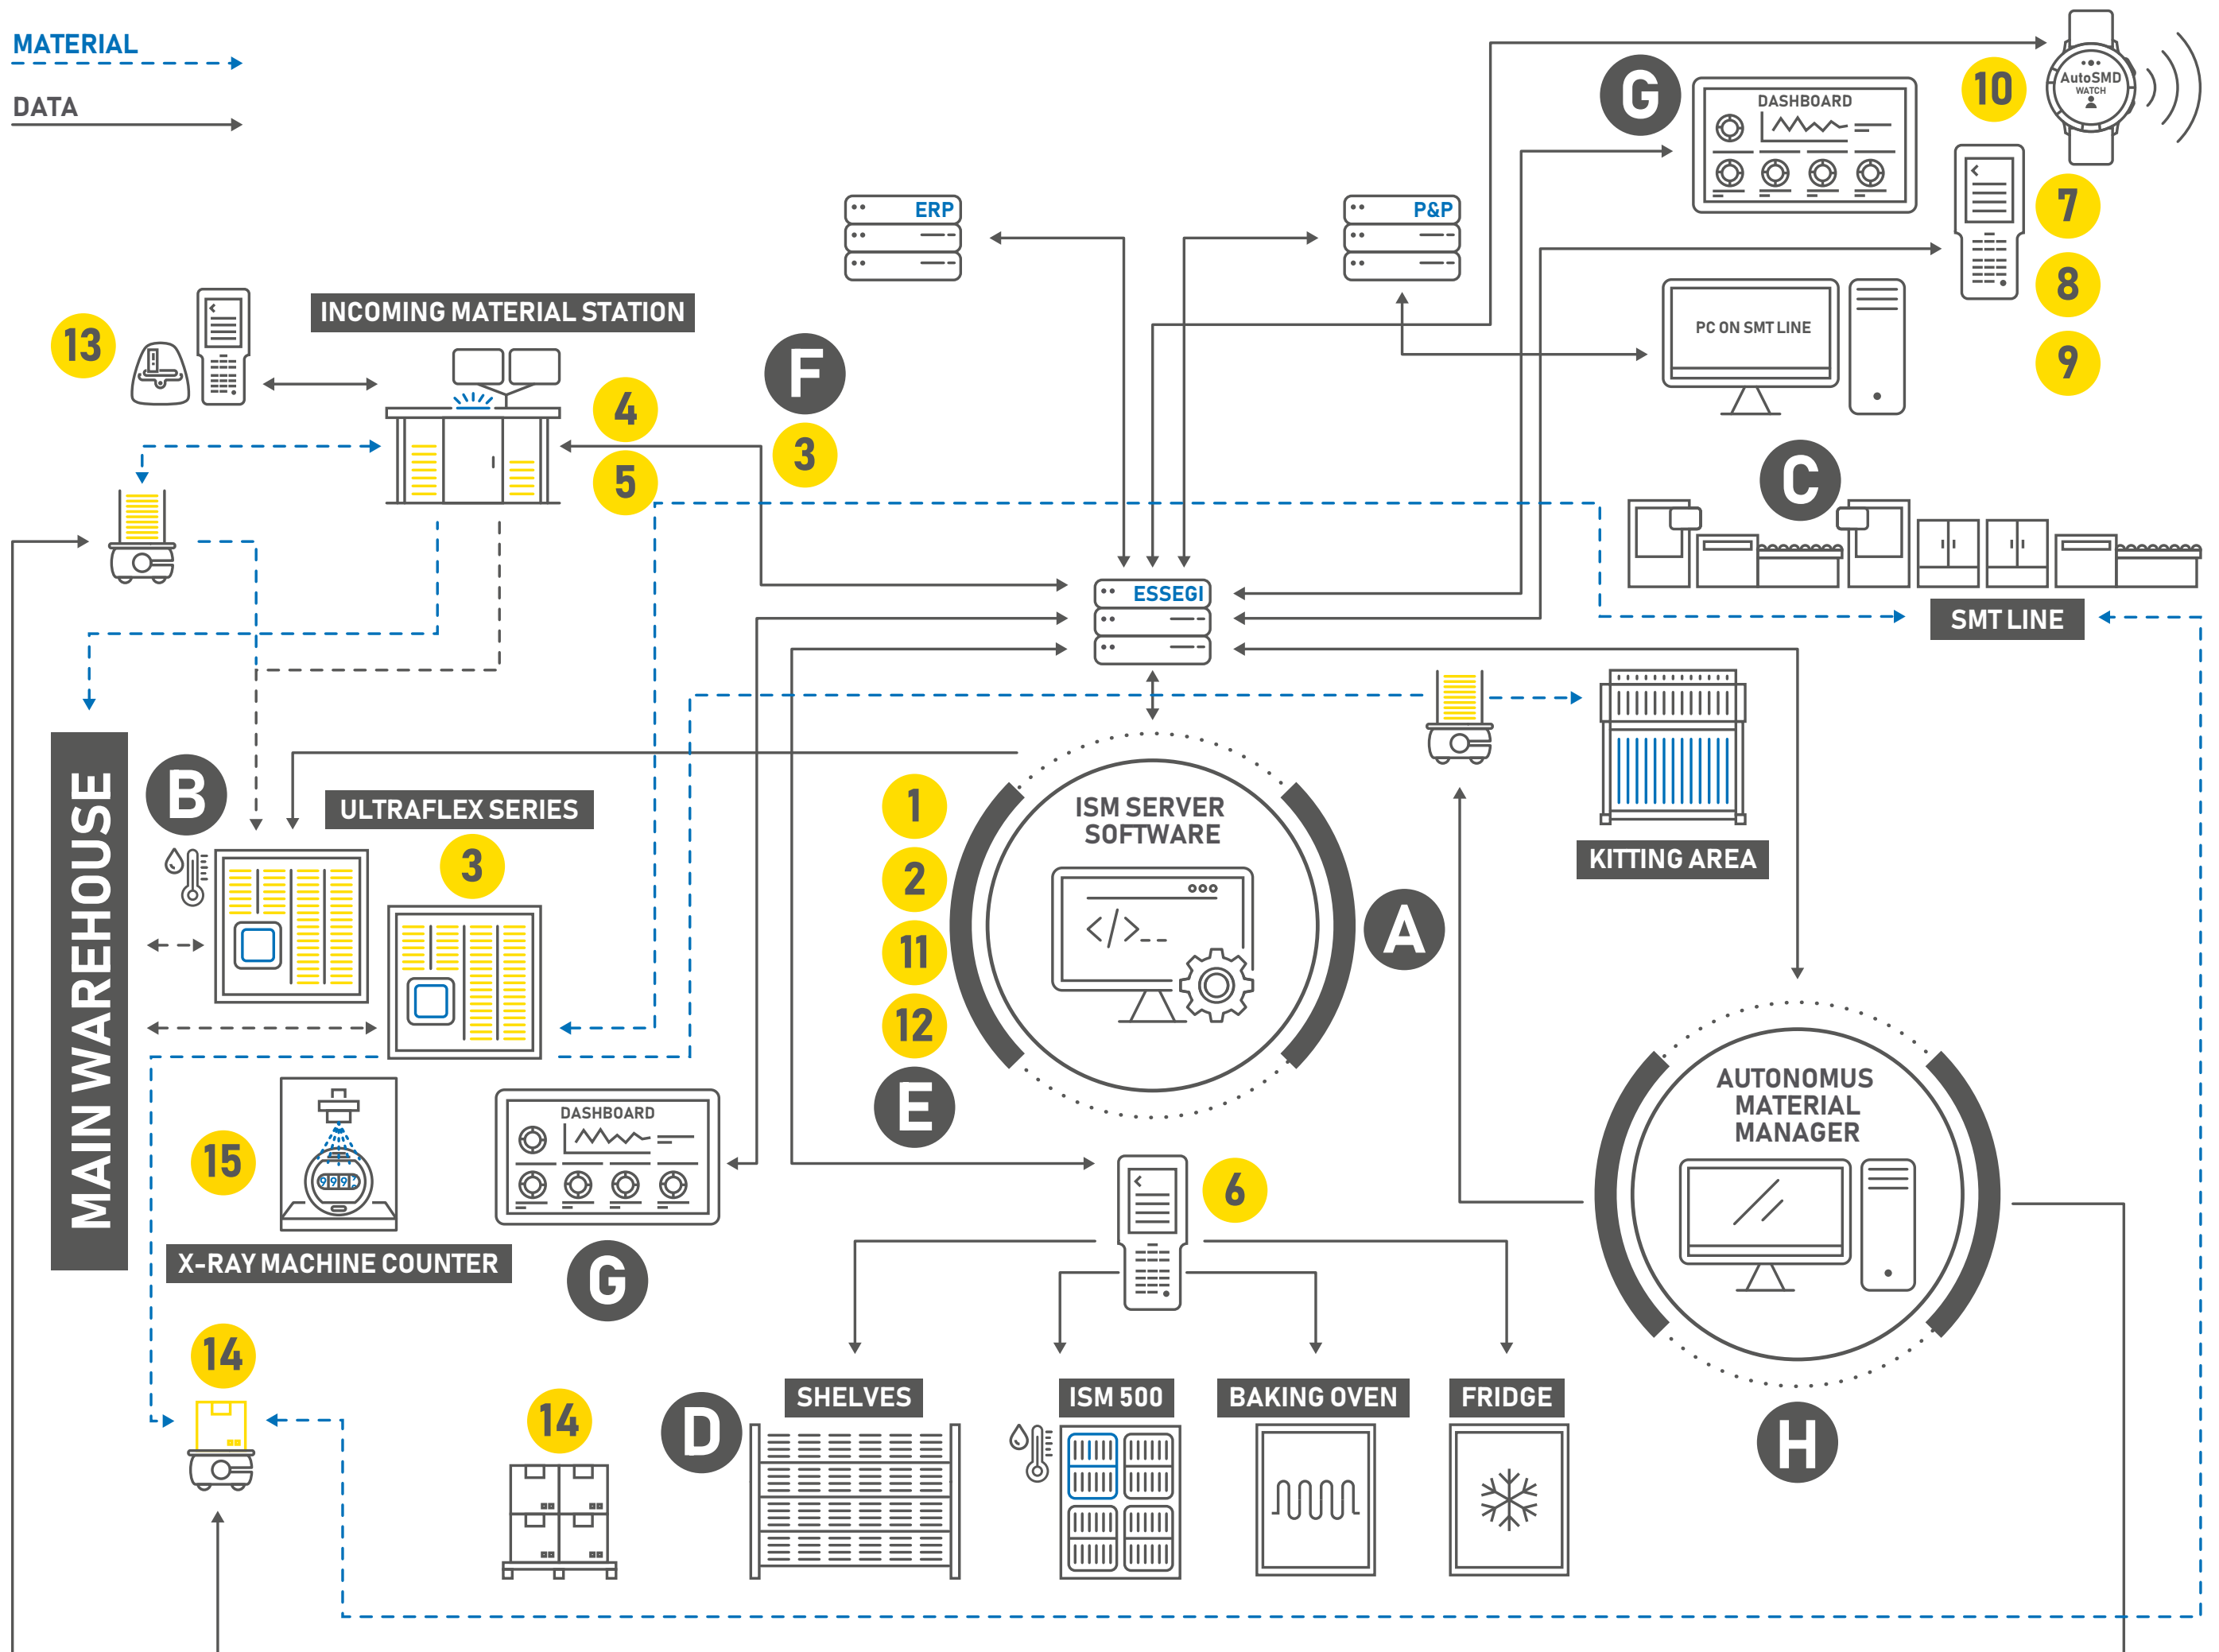 MATERIAL
DATA
G
DASHBOARD
10
AutoSMD
WATCH
7
8
9
ERP
P&P
PC ON SMT LINE
13
INCOMING MATERIAL STATION
F
4
3
5
C
ESSEGI
SMT LINE
MAIN WAREHOUSE
B
ULTRAFLEX SERIES
3
1
2
11
12
E
ISM SERVER
SOFTWARE
</>_ _
A
KITTING AREA
AUTONOMUS
MATERIAL
MANAGER
H
15
X-RAY MACHINE COUNTER
DASHBOARD
G
6
14
14
D
SHELVES
ISM 500
BAKING OVEN
FRIDGE